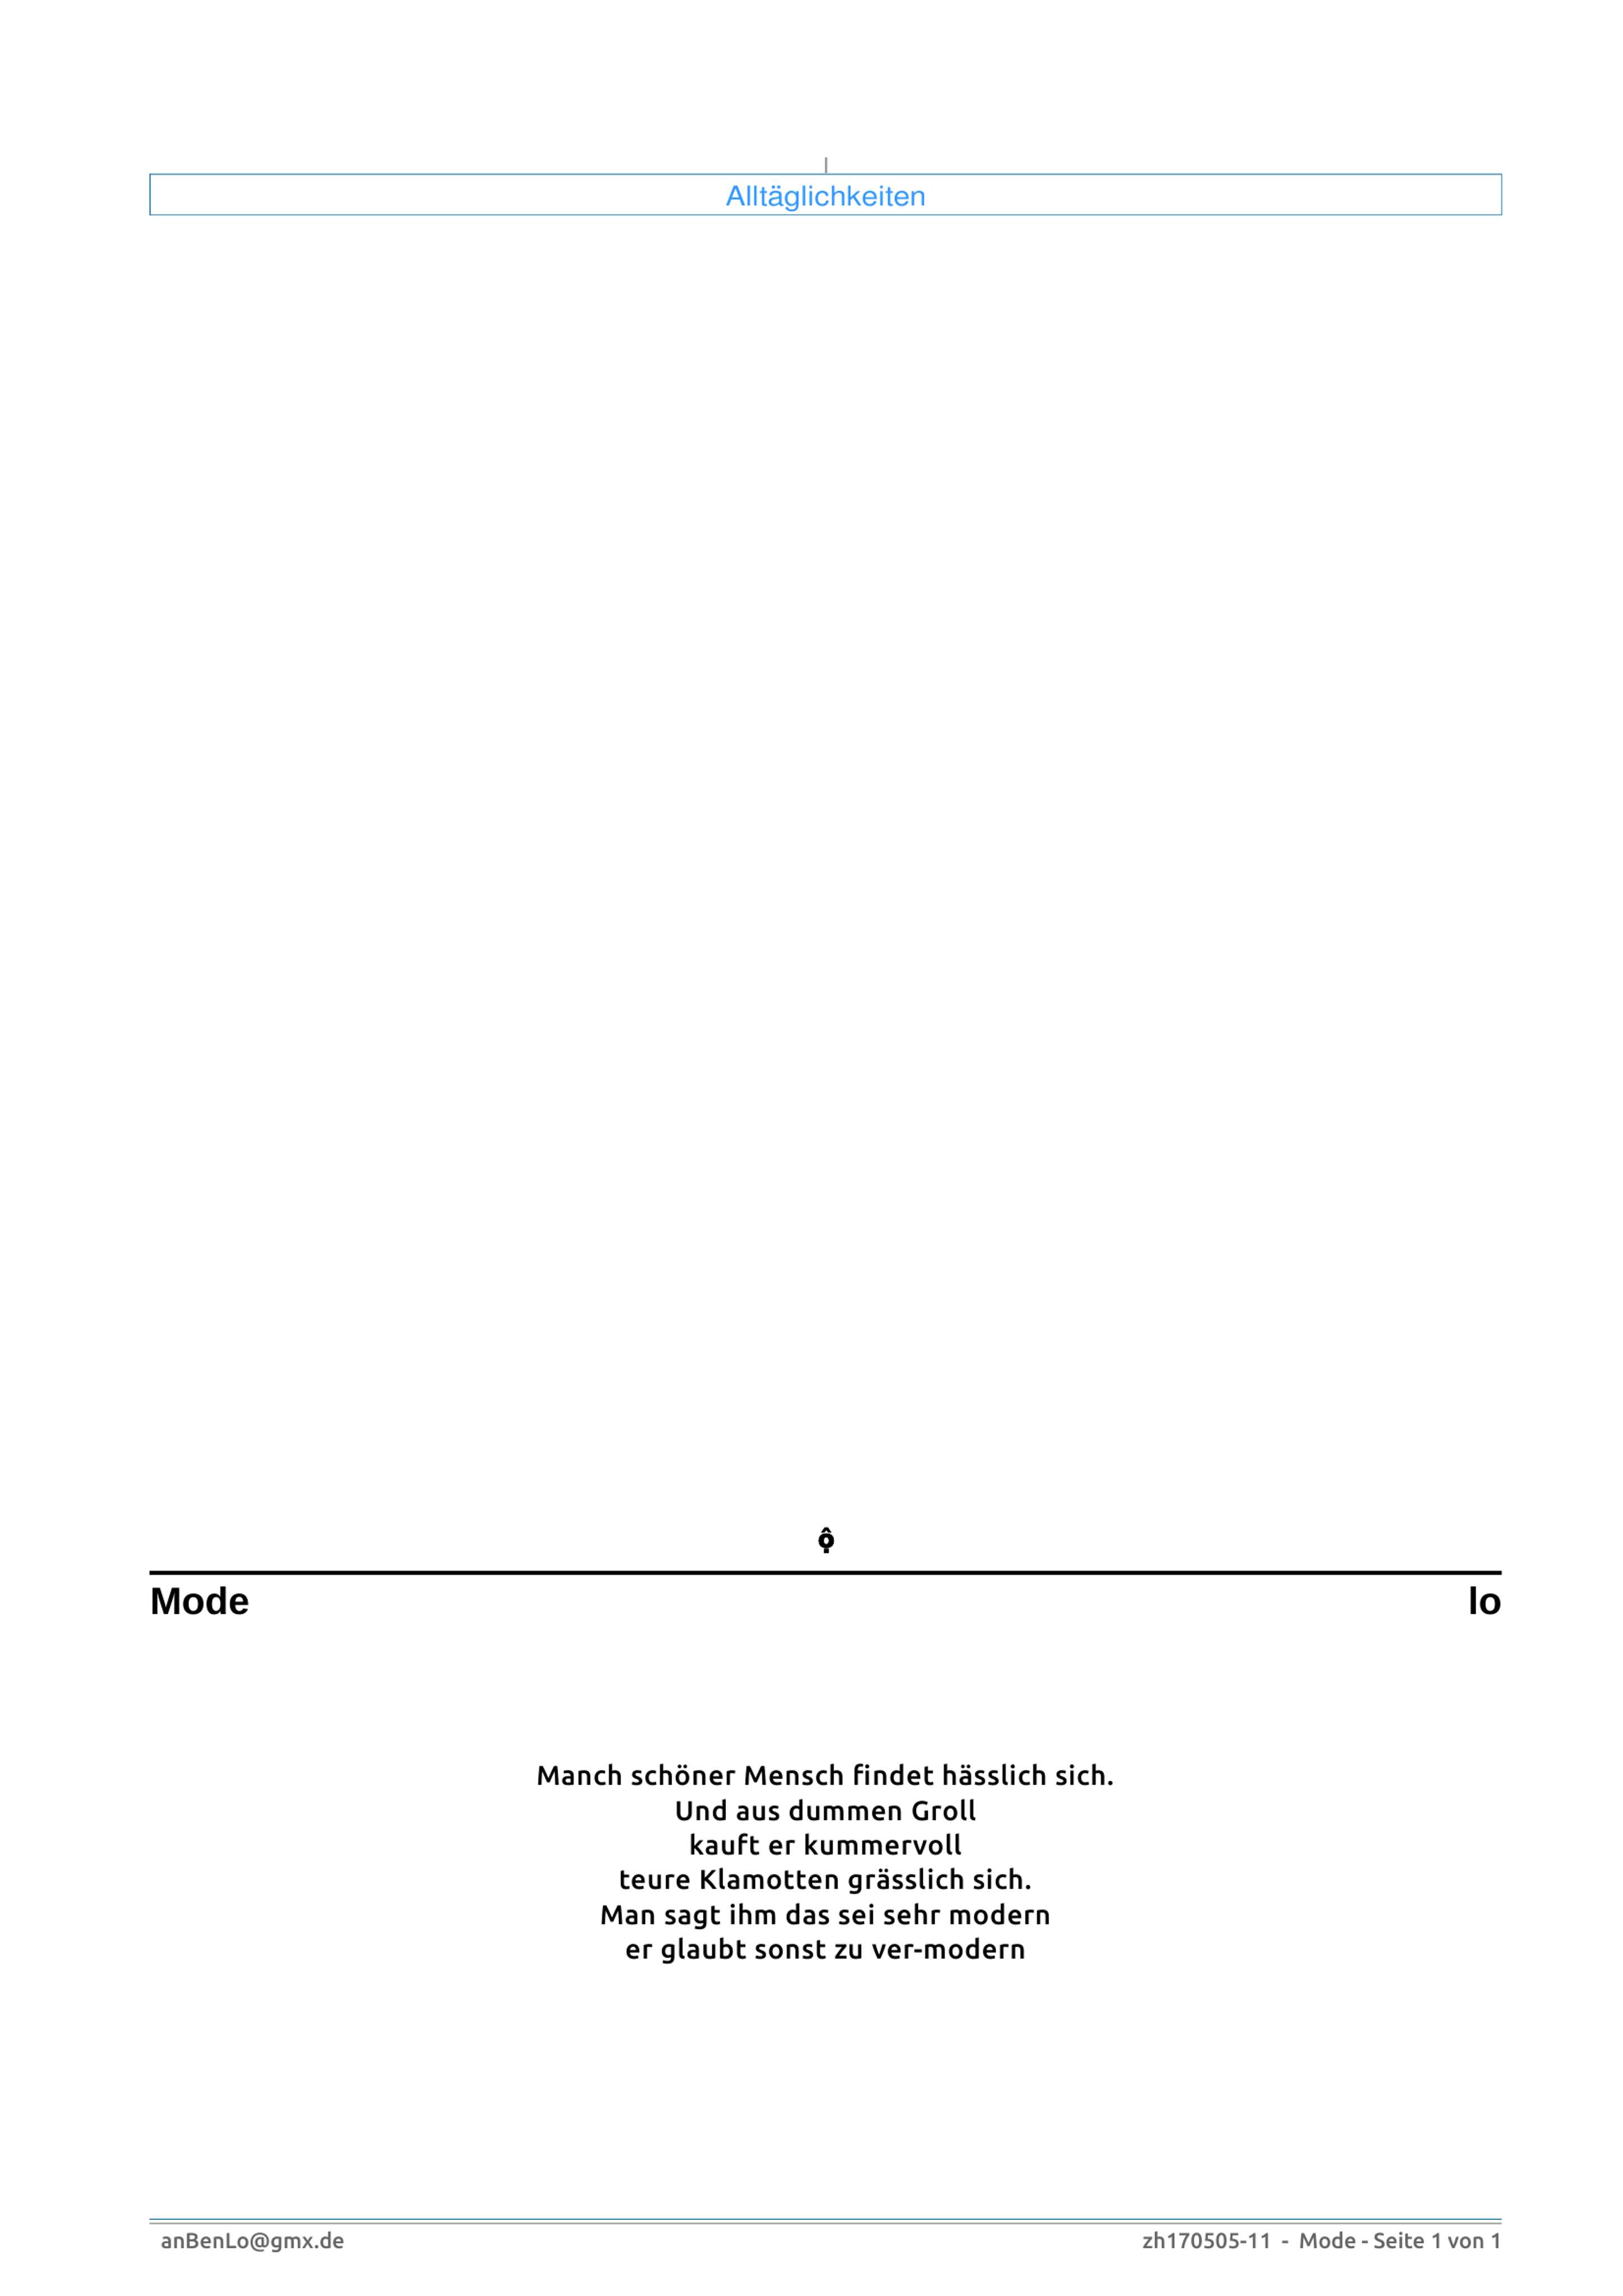 Alltäglichkeiten
Mode lo
Manch schöner Mensch findet hässlich sich.
Und aus dummen Groll
kauft er kummervoll
teure Klamotten grässlich sich.
Man sagt ihm das sei sehr modern
er glaubt sonst zu ver-modern
anBenLo@gmx.de zh170505-11 - Mode - Seite 1 von 1